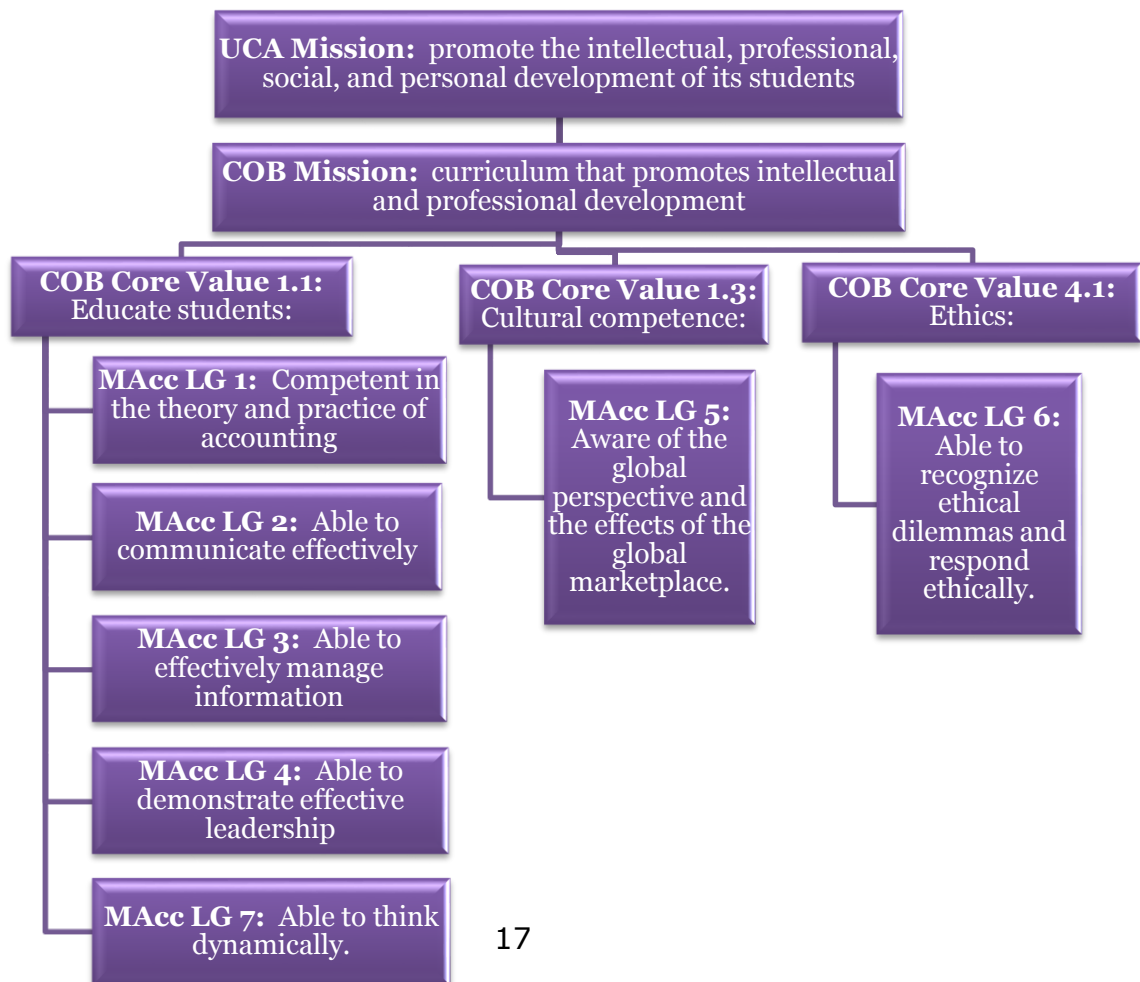 UCA Mission: promote the intellectual, professional,
social, and personal development of its students
COB Mission: curriculum that promotes intellectual
and professional development
COB Core Value 1.1:
Educate students:
MAcc LG 1: Competent in
the theory and practice of
accounting
MAcc LG 2: Able to
communicate effectively
MAcc LG 3: Able to
effectively manage
information
MAcc LG 4: Able to
demonstrate effective
leadership
MAcc LG 7: Able to think
dynamically.
COB Core Value 1.3:
Cultural competence:
MAcc LG 5:
Aware of the
global
perspective and
the effects of the
global
marketplace.
COB Core Value 4.1:
Ethics:
MAcc LG 6:
Able to
recognize
ethical
dilemmas and
respond
ethically.
17